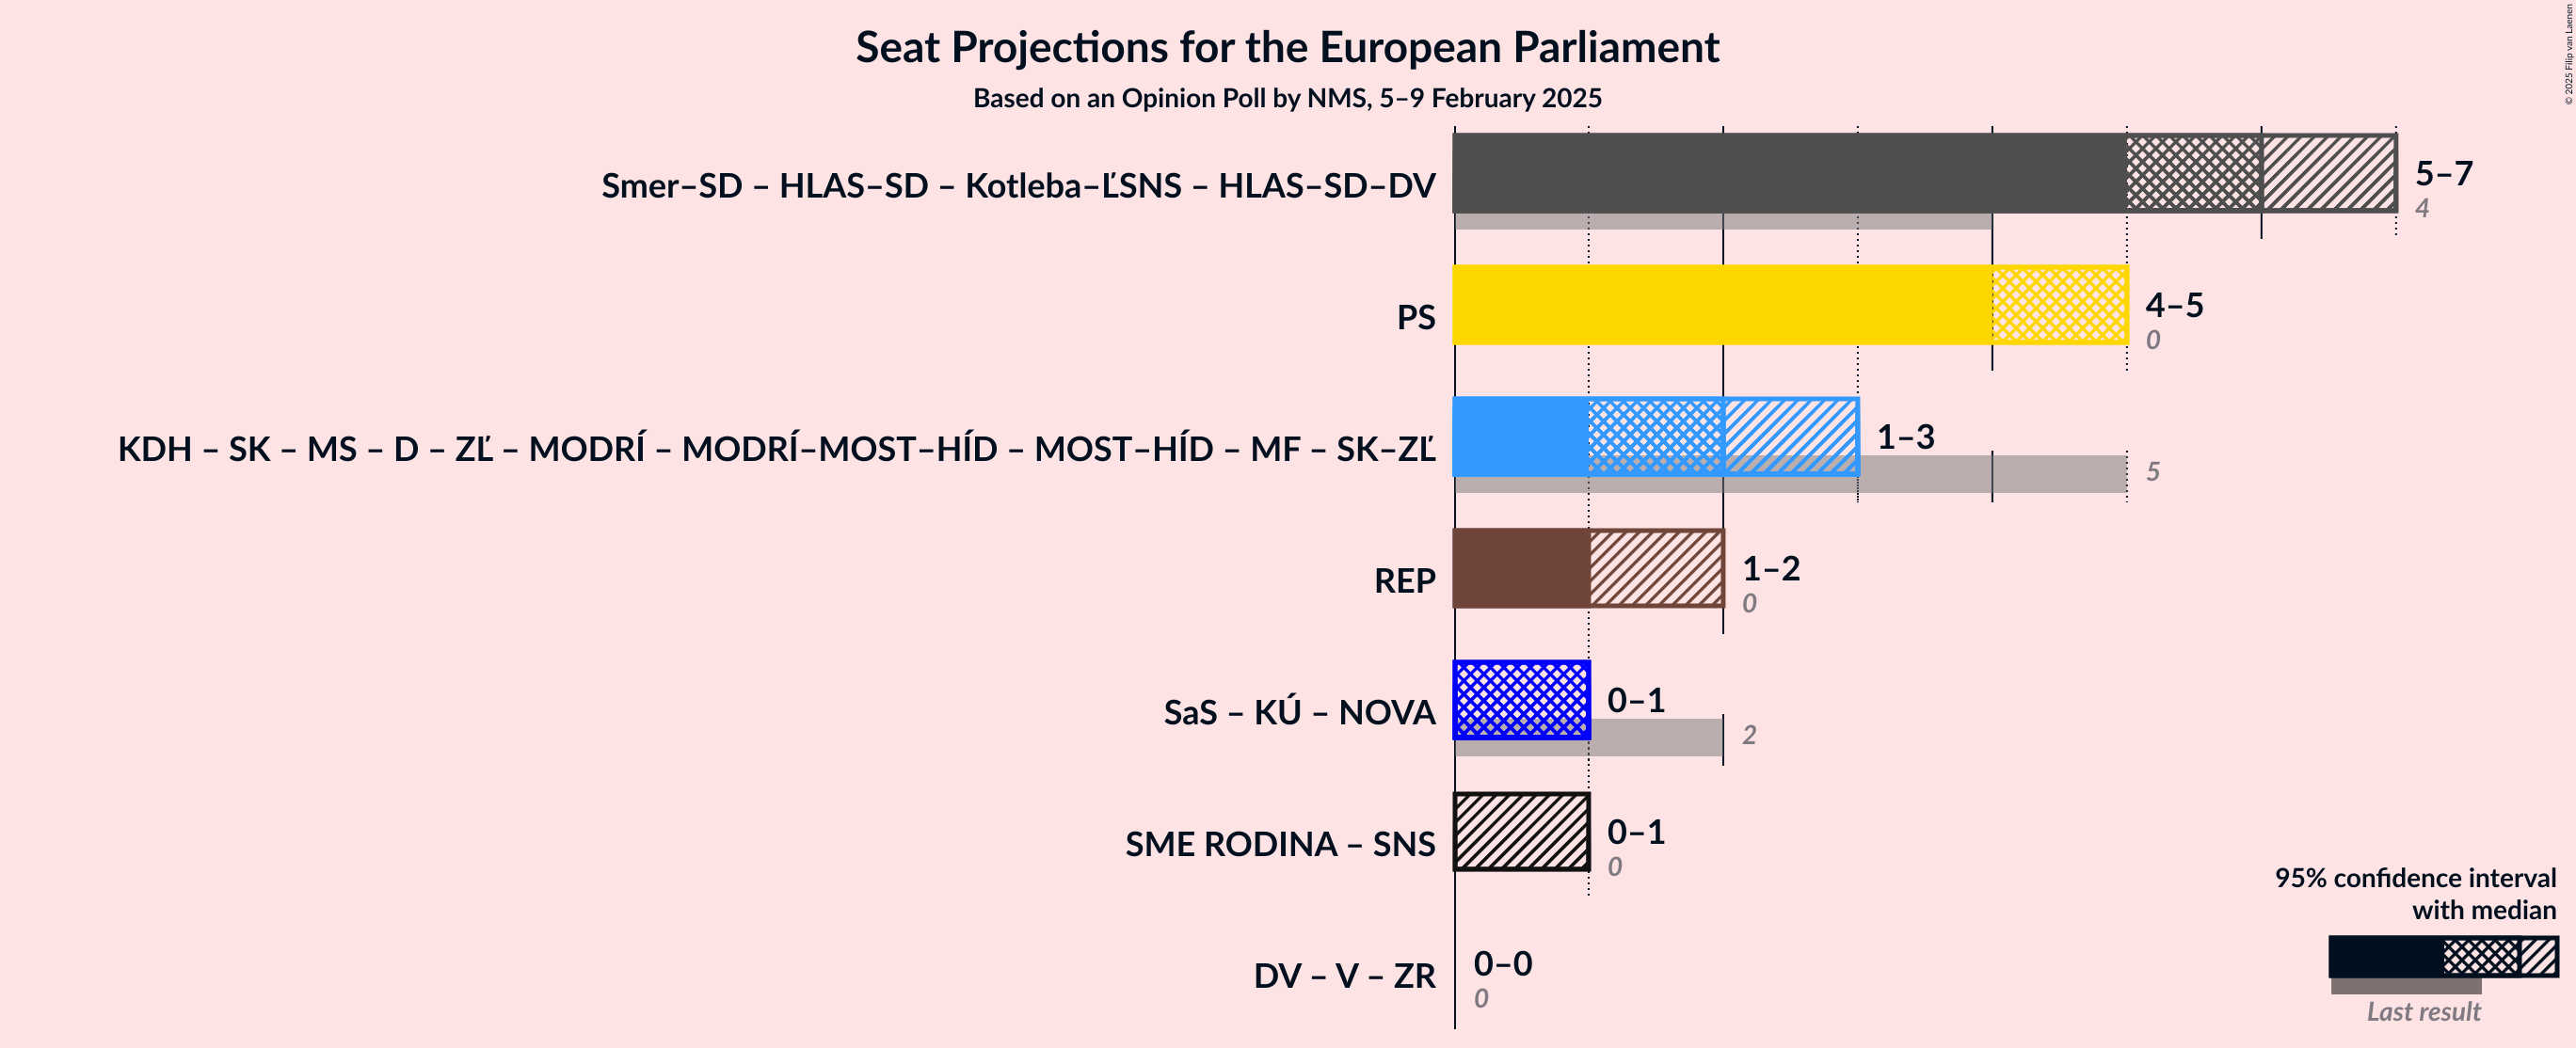 Seat Projections for the European Parliament
Based on an Opinion Poll by NMS, 5–9 February 2025
© 2025 Filip van Laenen
Smer–SD – HLAS–SD – Kotleba–ĽSNS – HLAS–SD–DV
5–7
4
PS
4–5
0
KDH – SK – MS – D – ZĽ – MODRÍ – MODRÍ–MOST–HÍD – MOST–HÍD – MF – SK–ZĽ
1–3
5
REP
1–2
0
SaS – KÚ – NOVA
0–1
2
SME RODINA – SNS
0–1
0
DV – V – ZR
0–0
0
95% confidence interval
with median
Last result